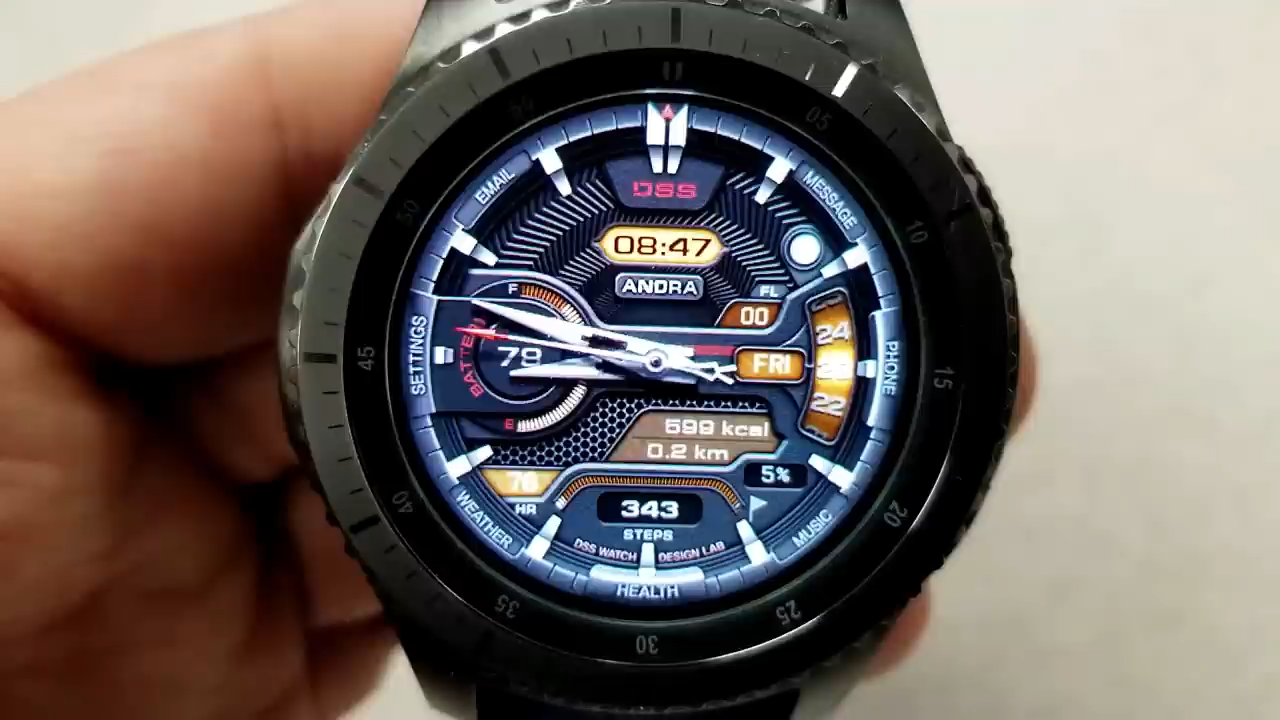 05
10
15
20
25
30
35
40
45
50
EMAIL
MESSAGE
DSS
08:47
ANDRA
F
FL
00
24
22
SETTINGS
BATTERY
79
FRI
PHONE
E
599 kcal
0.2 km
76
HR
5%
343
STEPS
WEATHER
MUSIC
DSS WATCH DESIGN LAB
HEALTH